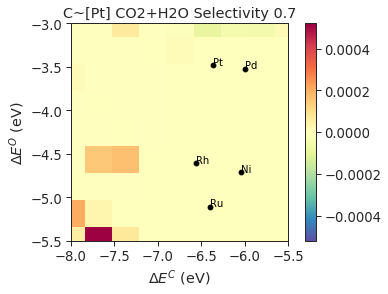 C~[Pt] CO2+H2O Selectivity 0.7
−3.0
−3.5
−4.0
−4.5
−5.0
−5.5
ΔE^O (eV)
Pt
Pd
Rh
Ni
Ru
−8.0 −7.5 −7.0 −6.5 −6.0 −5.5
ΔE^C (eV)
0.0004
0.0002
0.0000
−0.0002
−0.0004